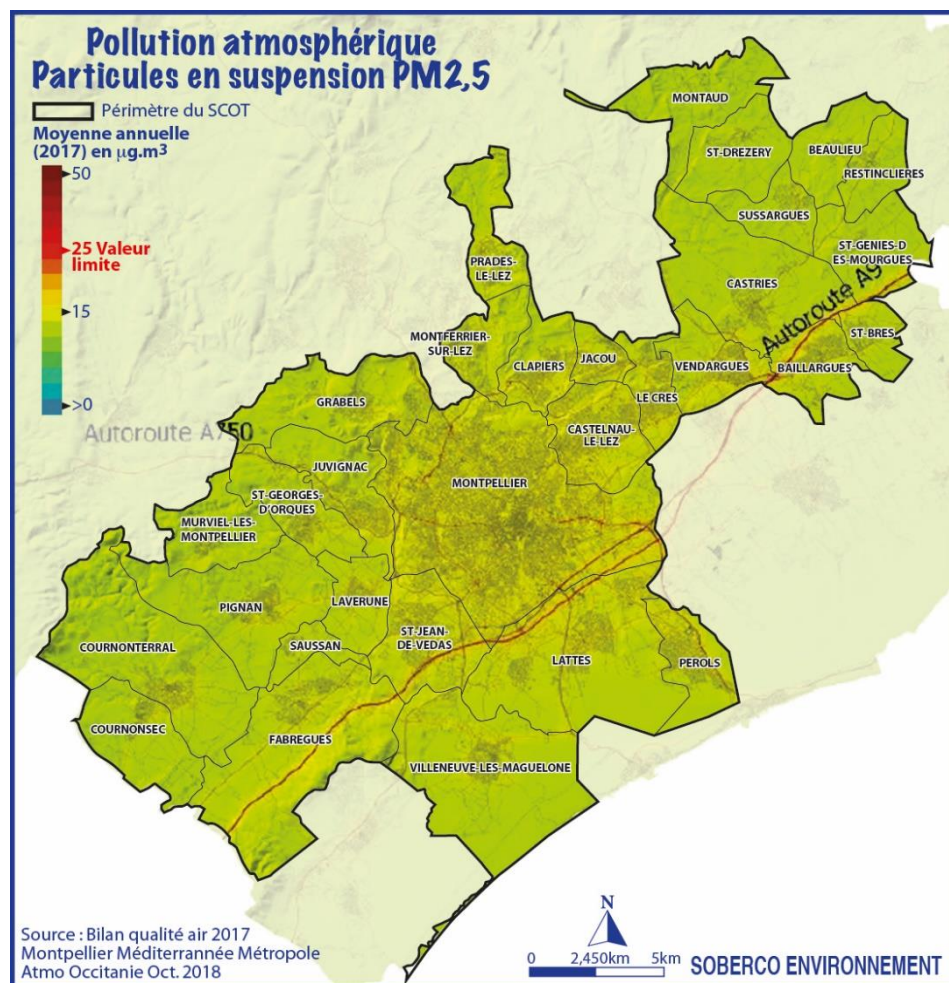 Pollution atmosphérique
Particules en suspension PM2,5
Périmètre du SCOT
Moyenne annuelle
(2017) en µg.m3
50
25 Valeur
limite
15
>0
MONTAUD
ST-DREZERY
BEAULIEU
RESTINCLIERES
SUSSARGUES
ST-GENIES-D
ES-MOURGUES
CASTRIES
Autoroute A9
ST-BRES
BAILLARGUES
VENDARGUES
PRADES-
LE-LEZ
MONTFERRIER-
SUR-LEZ
CLAPIERS
JACOU
LE CRES
CASTELNAU-
LE-LEZ
GRABELS
Autoroute A750
JUVIGNAC
MONTPELLIER
ST-GEORGES-
D'ORQUES
MURVIEL-LES-
MONTPELLIER
PIGNAN
LAVERUNE
COURNONTERRAL
SAUSSAN
ST-JEAN-
DE-VEDAS
LATTES
PEROLS
COURNONSEC
FABREGUES
VILLENEUVE-LES-MAGUELONE
Source : Bilan qualité air 2017
Montpellier Méditerrannée Métropole
Atmo Occitanie Oct. 2018
N
0 2,450km 5km
SOBERCO ENVIRONNEMENT